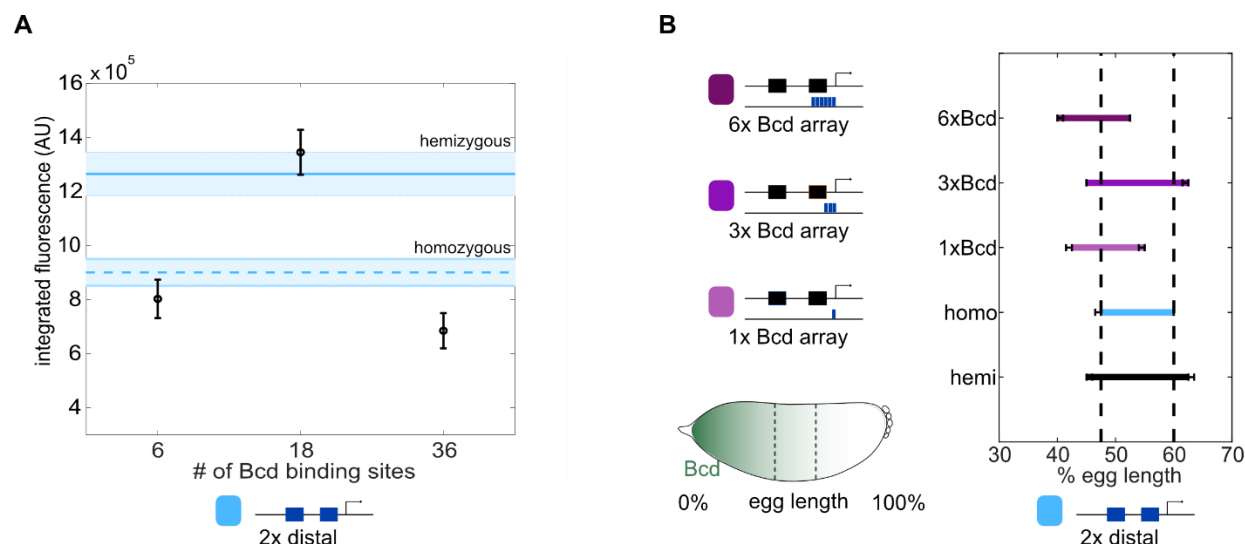 A
16 x 10^5
14
12
10
8
6
4
integrated fluorescence (AU)
hemizygous
homozygous
6 18 36
# of Bcd binding sites
2x distal
B
6x Bcd array
3x Bcd array
1x Bcd array
Bcd
0% egg length 100%
6xBcd
3xBcd
1xBcd
homo
hemi
30 40 50 60 70
% egg length
2x distal